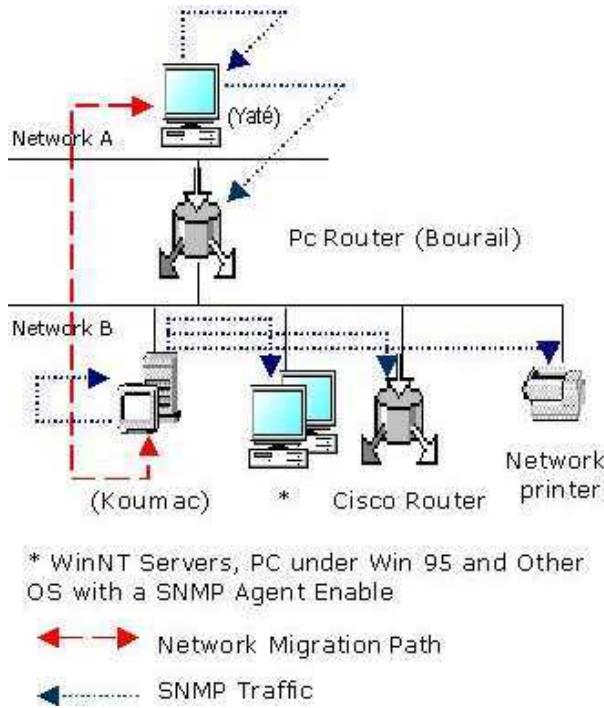 (Yaté)
Network A
Pc Router (Bourail)
Network B
(Koumac)
*
Cisco Router
Network
printer
* WinNT Servers, PC under Win 95 and Other
OS with a SNMP Agent Enable
Network Migration Path
SNMP Traffic